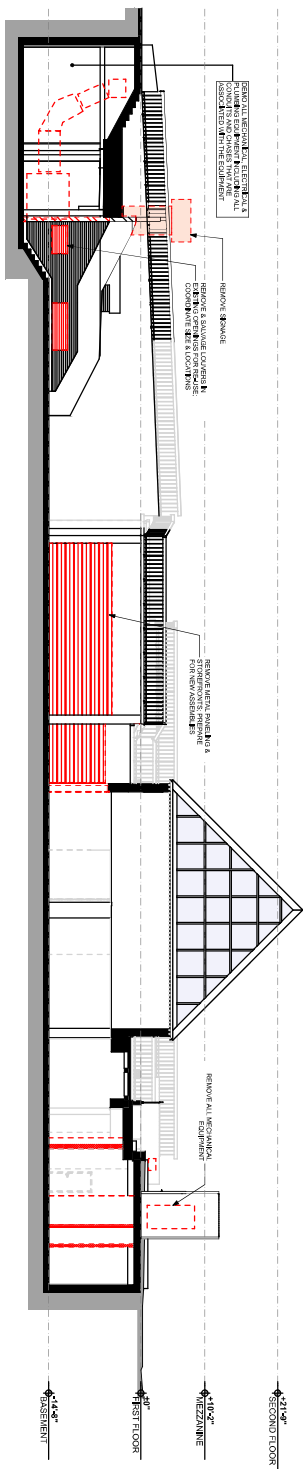 DEMO ALL MECHANICAL, ELECTRICAL &
PLUMBING EQUIPMENT INCLUDING ALL
CONDUITS AND CHASES THAT ARE
ASSOCIATED WITH THE EQUIPMENT
REMOVE SIGNAGE
REMOVE & SALVAGE LOUVERS IN
EXISTING OPENINGS FOR RE-USE;
COORDINATE SIZE & LOCATIONS
REMOVE METAL PANELING &
STOREFRONTS; PREPARE
FOR NEW ASSEMBLIES
REMOVE ALL MECHANICAL
EQUIPMENT
+21'-9"
SECOND FLOOR
+10'-2"
MEZZANINE
±0"
FIRST FLOOR
-14'-8"
BASEMENT